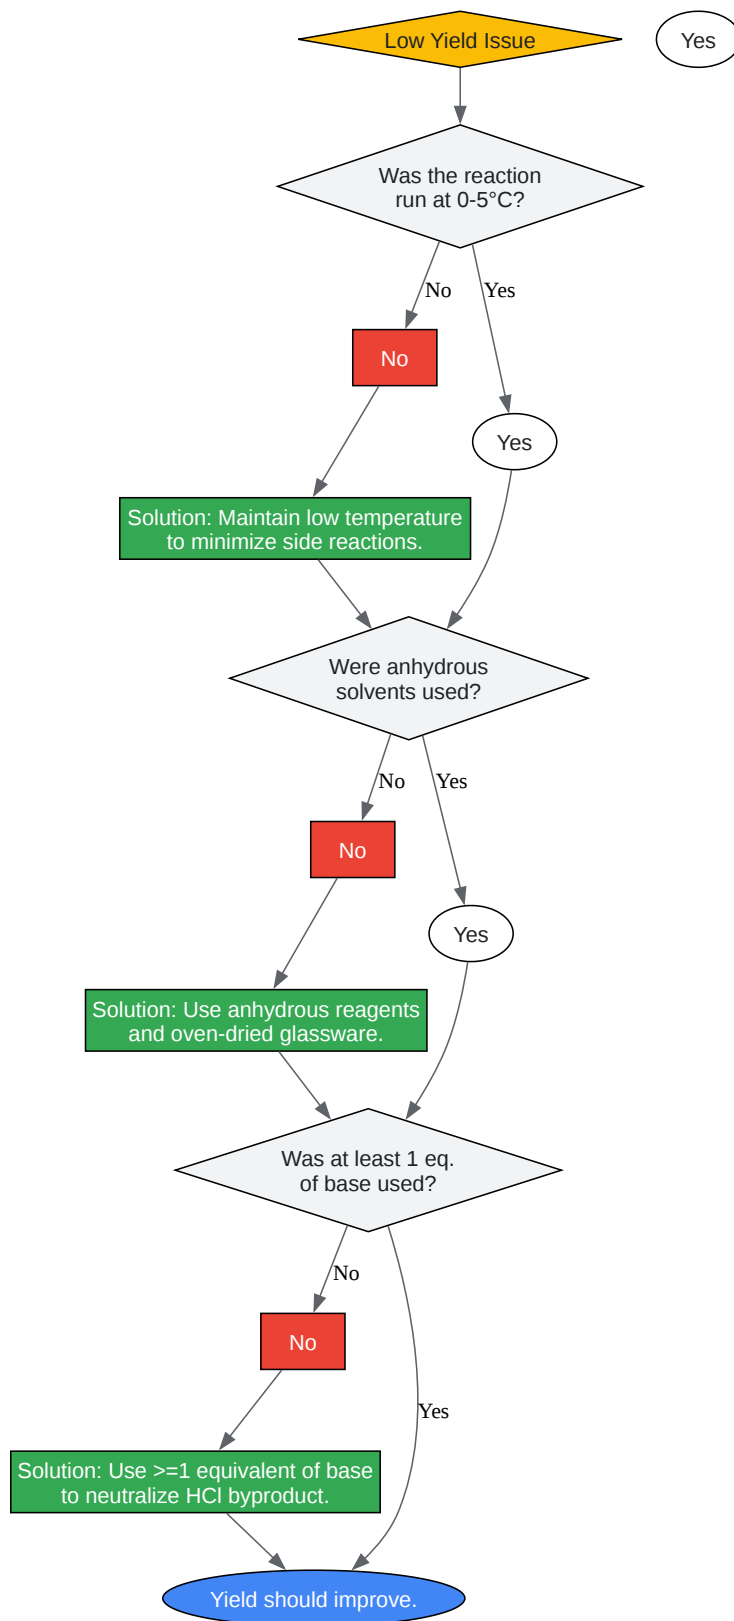 Low Yield Issue
Yes
Was the reaction
run at 0-5°C?
No
Yes
No
Yes
Solution: Maintain low temperature
to minimize side reactions.
Were anhydrous
solvents used?
No
Yes
No
Yes
Solution: Use anhydrous reagents
and oven-dried glassware.
Was at least 1 eq.
of base used?
No
No
Yes
Solution: Use >=1 equivalent of base
to neutralize HCl byproduct.
Yield should improve.